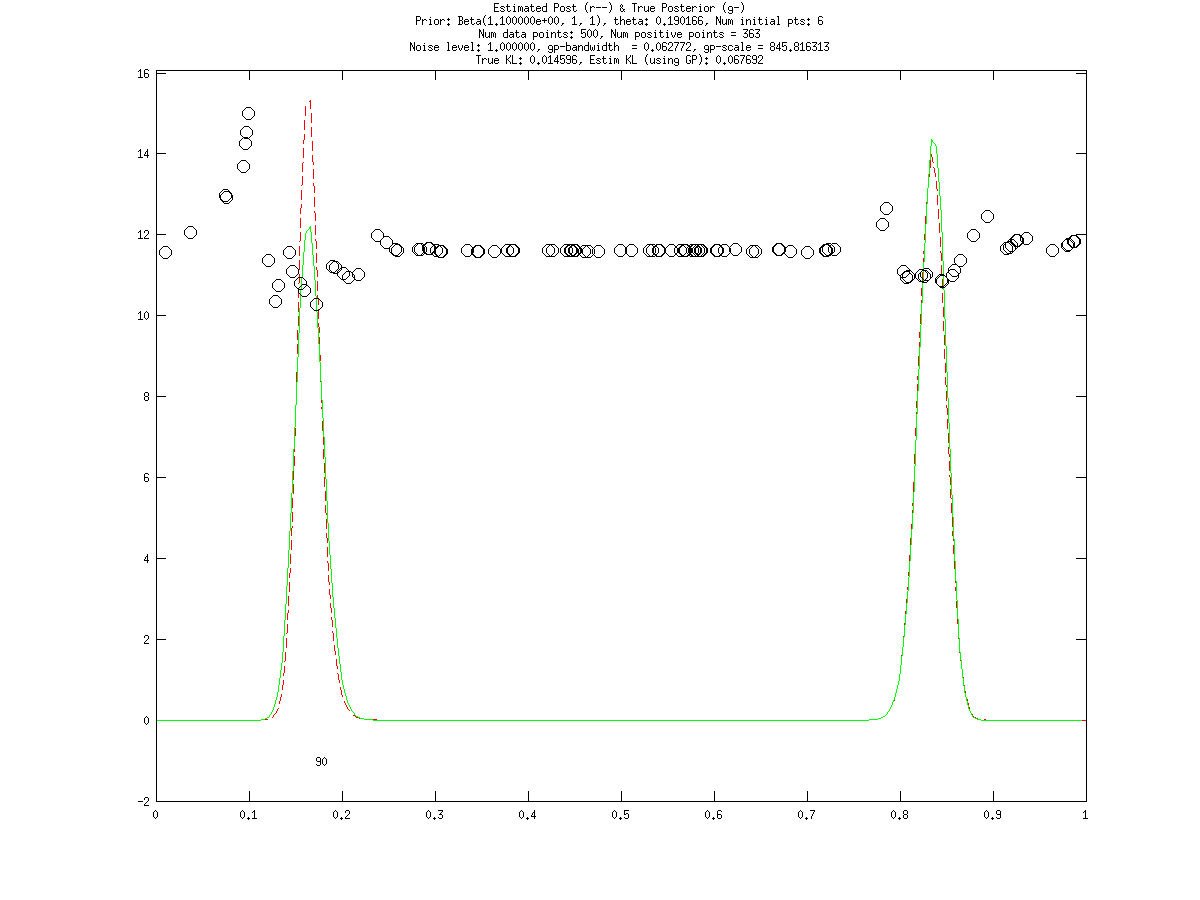 Estimated Post (r--) & True Posterior (g-)
Prior: Beta(1.100000e+00, 1, 1), theta: 0.190166, Num initial pts: 6
Num data points: 500, Num positive points = 363
Noise level: 1.000000, gp-bandwidth  = 0.062772, gp-scale = 845.816313
True KL: 0.014596, Estim KL (using GP): 0.067692
16
14
12
10
8
6
4
2
0
90
-2
0 0.1 0.2 0.3 0.4 0.5 0.6 0.7 0.8 0.9 1